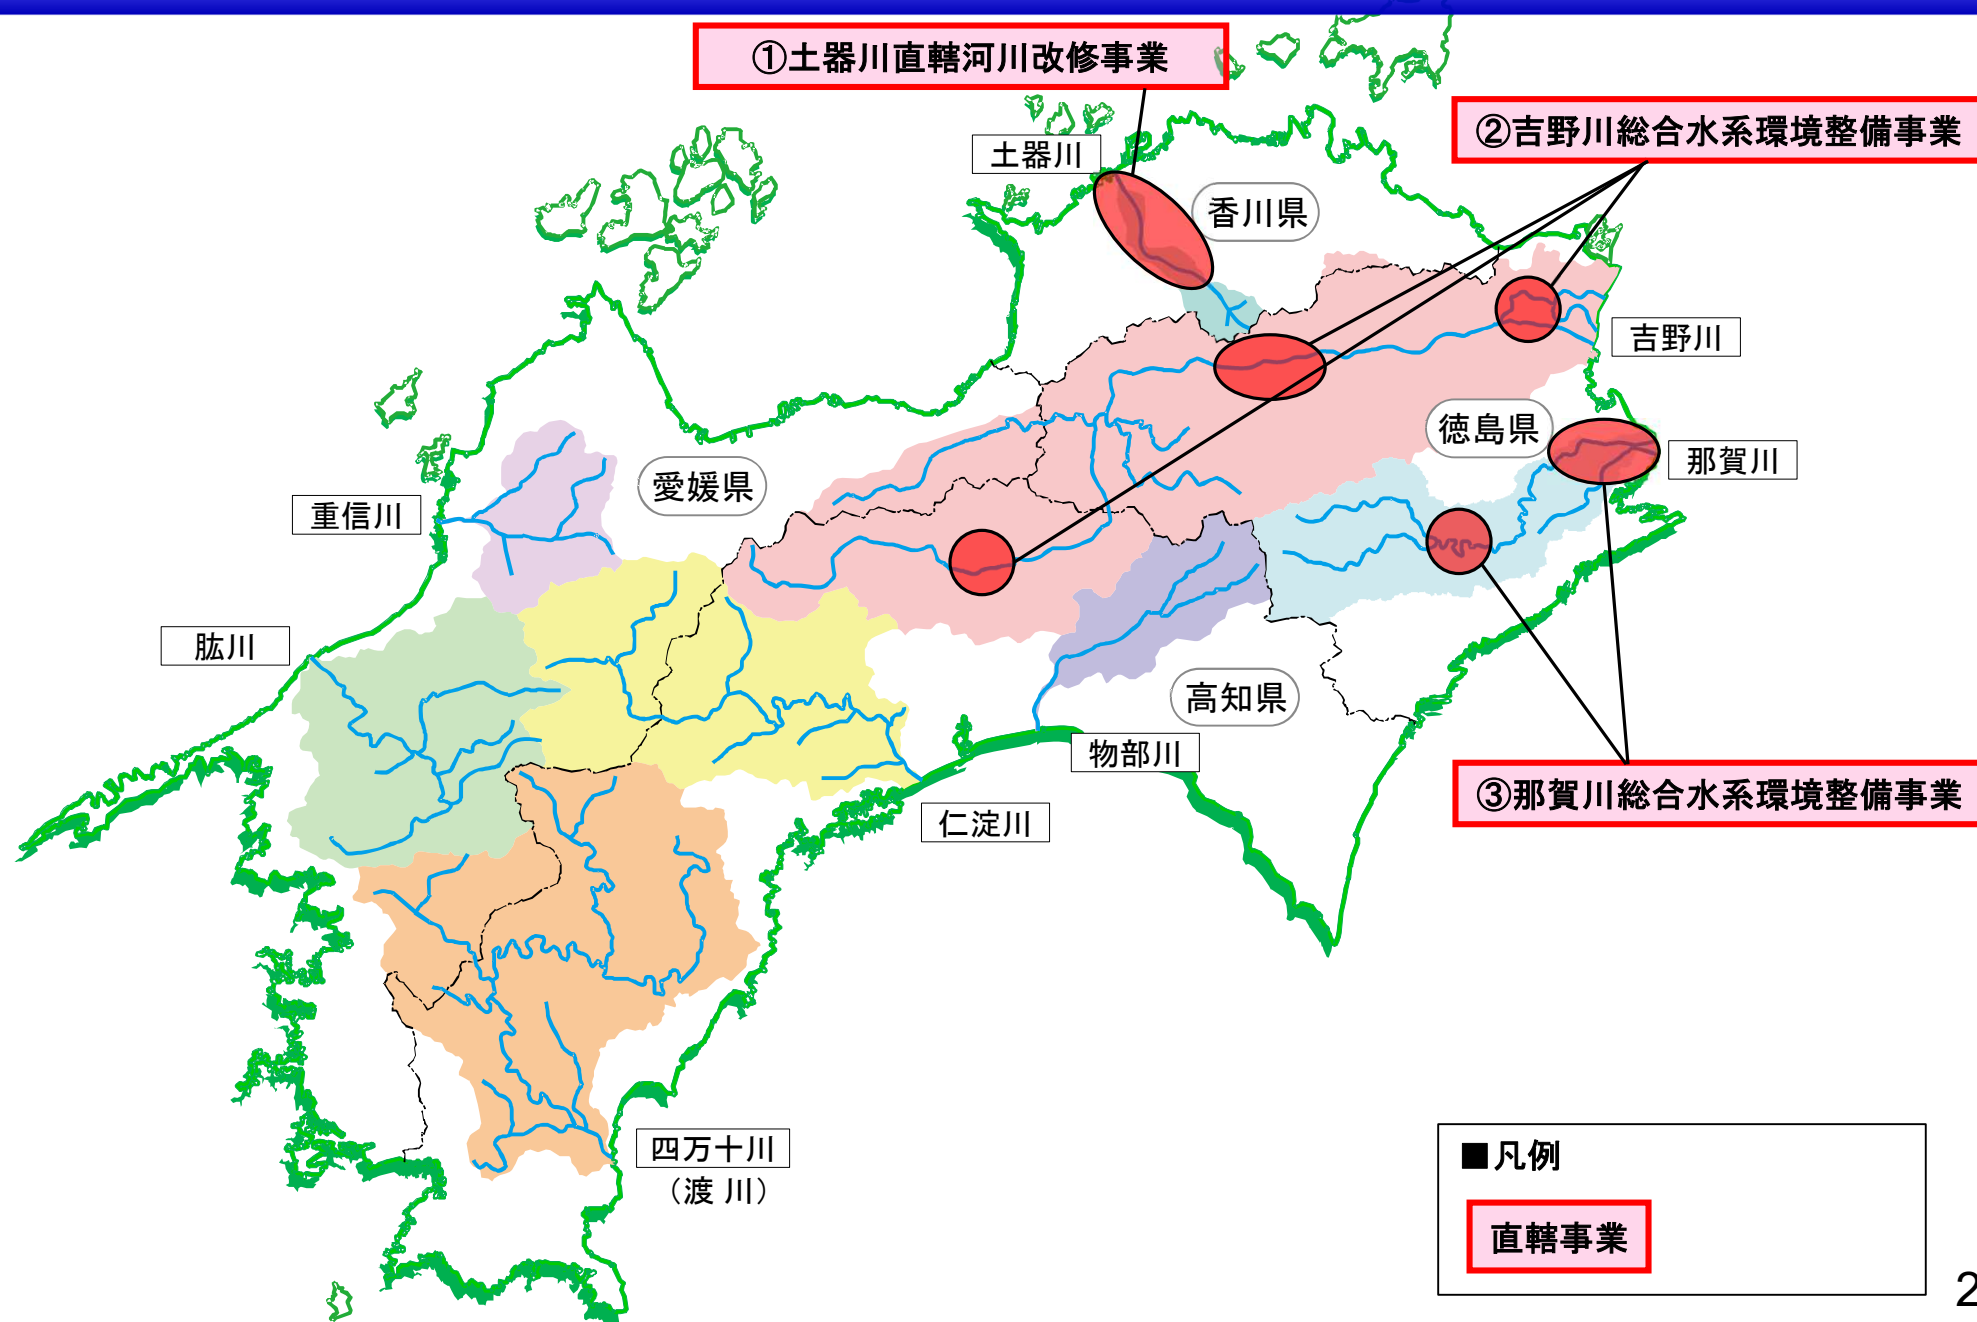 ①土器川直轄河川改修事業
②吉野川総合水系環境整備事業
土器川
香川県
吉野川
徳島県
那賀川
愛媛県
重信川
肱川
高知県
物部川
③那賀川総合水系環境整備事業
仁淀川
四万十川
（渡 川）
■凡例
直轄事業
2